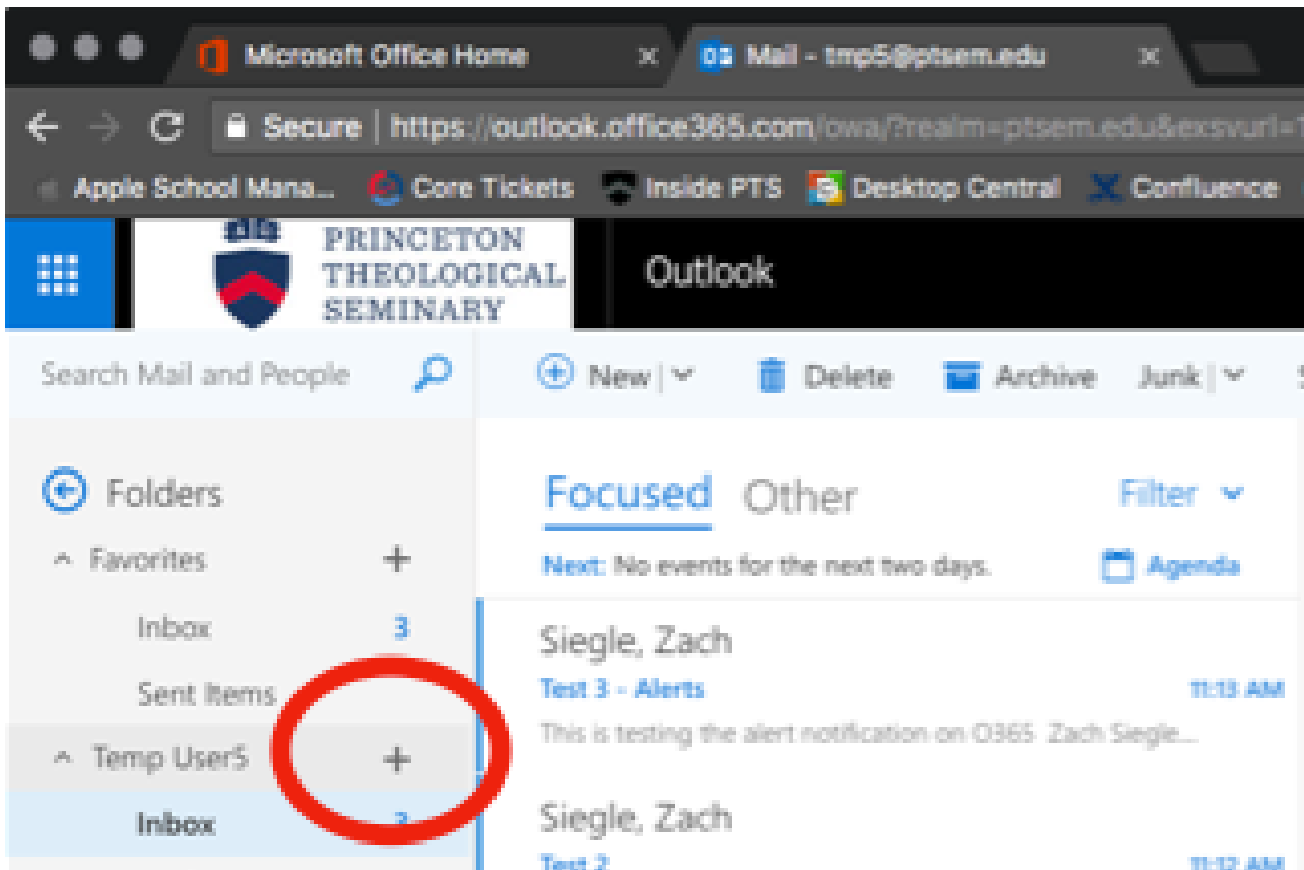 Microsoft Office Home
Mail - tmp5@ptsem.edu
Secure | https://outlook.office365.com/owa/?realm=ptsem.edu&exsvurl=1
Apple School Mana... Core Tickets Inside PTS Desktop Central Confluence
PRINCETON
THEOLOGICAL
SEMINARY
Outlook
Search Mail and People
New Delete Archive Junk
Folders
Favorites
Inbox 3
Sent Items
Temp User5
Inbox 3
Focused Other Filter
Next: No events for the next two days. Agenda
Siegle, Zach
Test 3 - Alerts 11:13 AM
This is testing the alert notification on O365 Zach Siegle...
Siegle, Zach
Test 2 11:12 AM